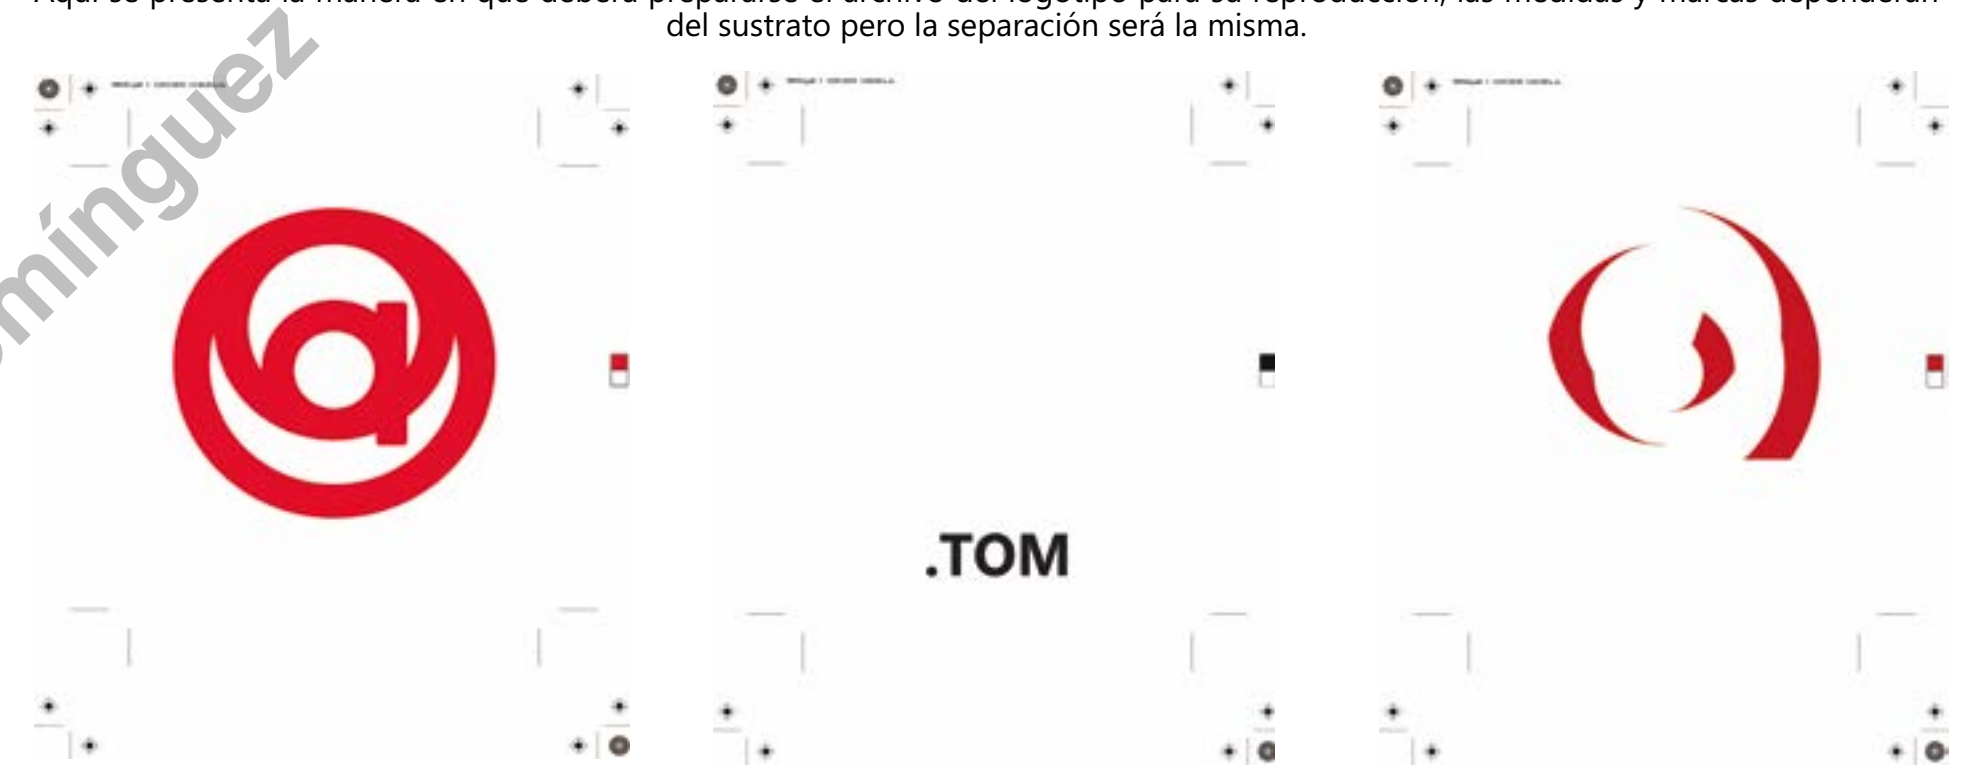 Aquí se presenta la manera en que deberá prepararse el archivo del logotipo para su reproducción, las medidas y marcas dependerán
del sustrato pero la separación será la misma.
a
.TOM